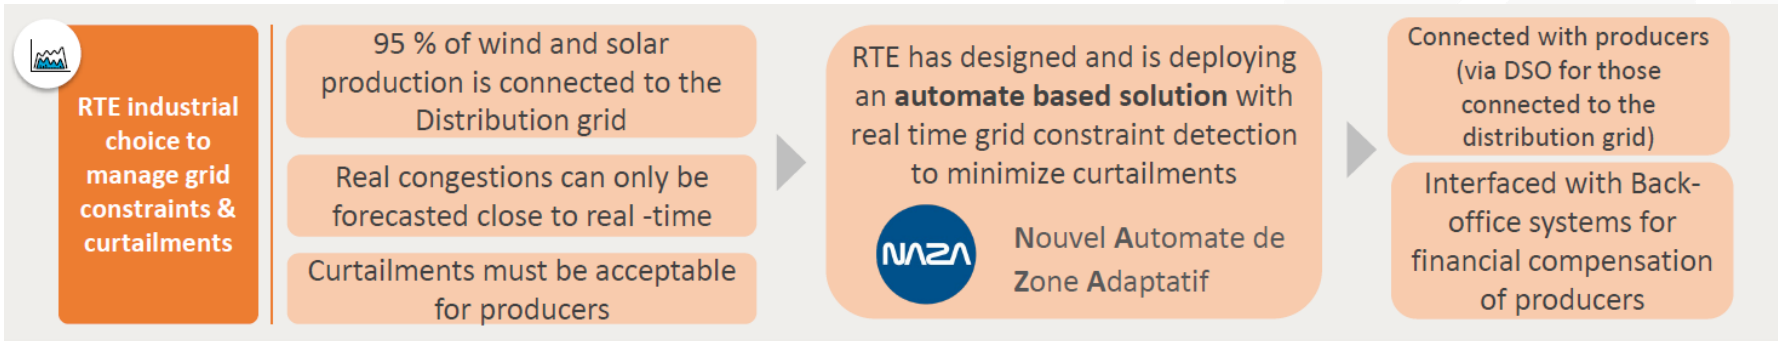 RTE industrial
choice to
manage grid
constraints &
curtailments
95 % of wind and solar
production is connected to the
Distribution grid
Real congestions can only be
forecasted close to real -time
Curtailments must be acceptable
for producers
RTE has designed and is deploying
an automate based solution with
real time grid constraint detection
to minimize curtailments
NAZA
Nouvel Automate de
Zone Adaptatif
Connected with producers
(via DSO for those
connected to the
distribution grid)
Interfaced with Back-
office systems for
financial compensation
of producers